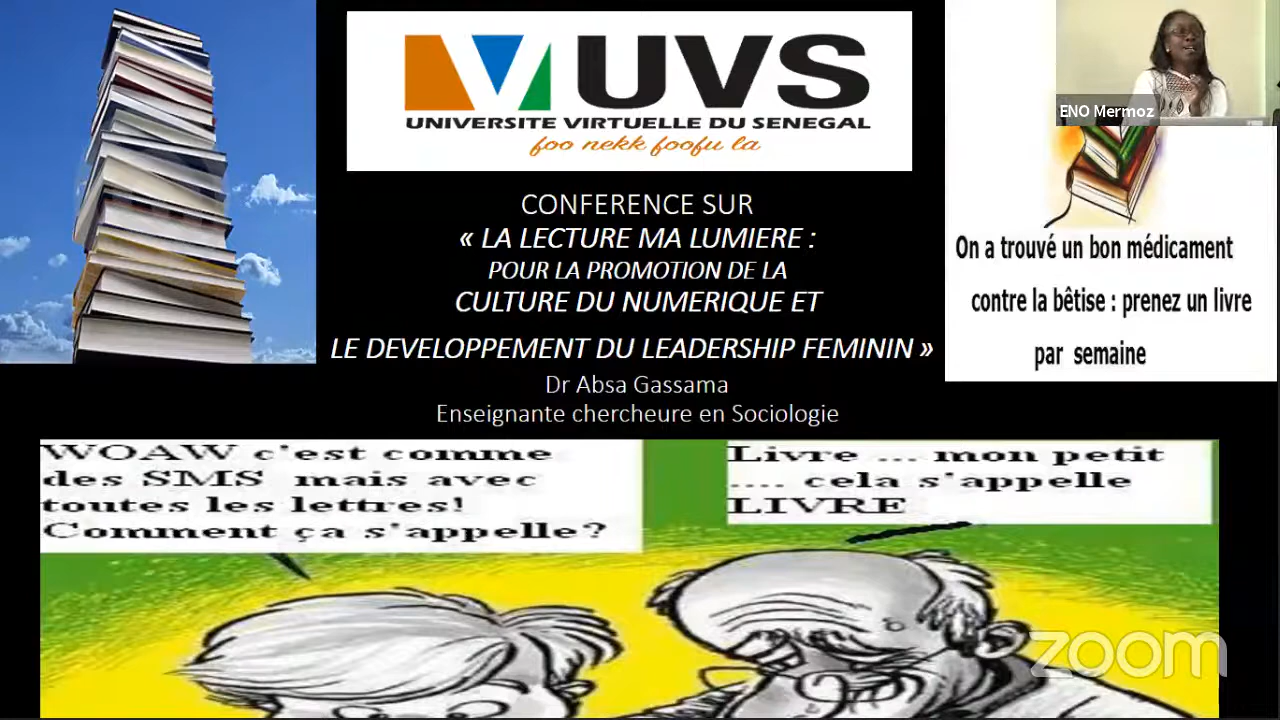 UVS
UNIVERSITE VIRTUELLE DU SENEGAL
foo nekk foofu la
CONFERENCE SUR
« LA LECTURE MA LUMIERE :
POUR LA PROMOTION DE LA
CULTURE DU NUMERIQUE ET
LE DEVELOPPEMENT DU LEADERSHIP FEMININ »
Dr Absa Gassama
Enseignante chercheure en Sociologie
ENO Mermoz
On a trouvé un bon médicament
contre la bêtise : prenez un livre
par semaine
WOAW c'est comme
des SMS mais avec
toutes les lettres!
Comment ça s'appelle?
Livre ... mon petit
.... cela s'appelle
LIVRE
zoom